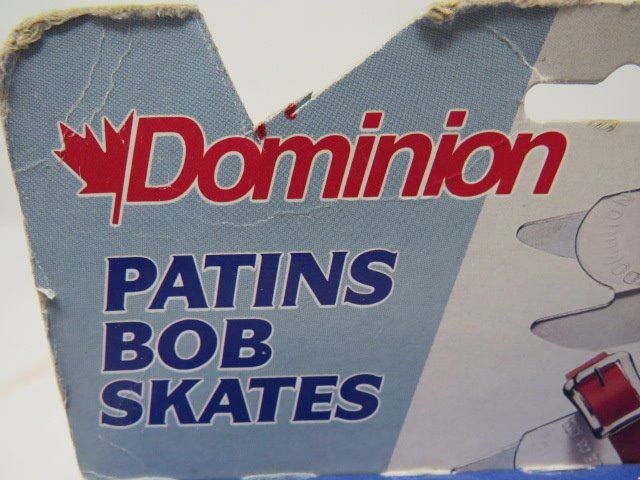 Dominion
PATINS
BOB
SKATES